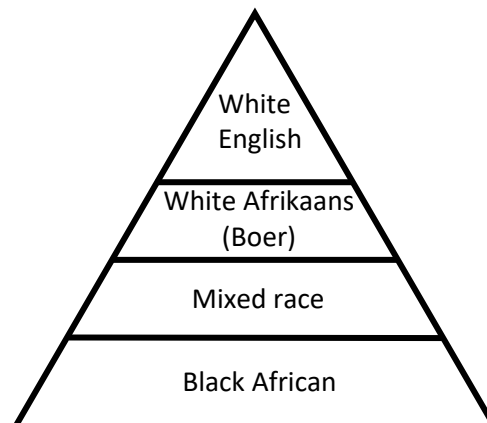 White
English
White Afrikaans
(Boer)
Mixed race
Black African